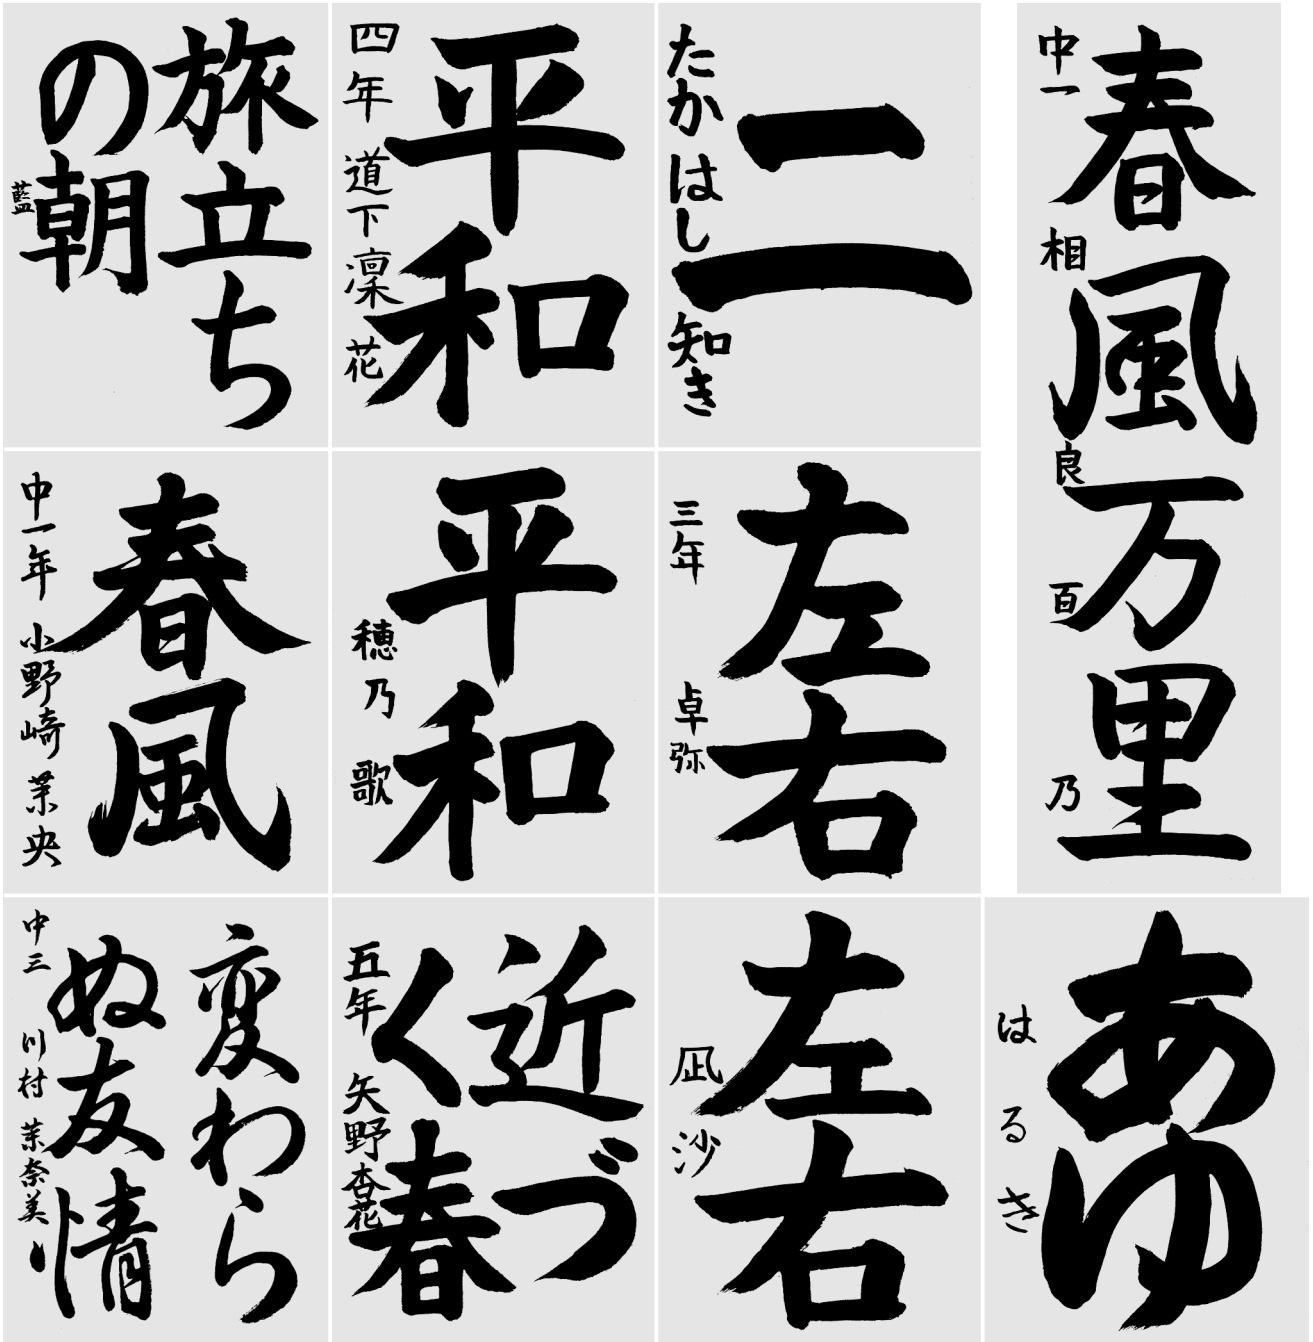 旅立ち
の朝
藍
平和
四年 道下凜花
二
たかはし 知き
春風万里
中一 相良百乃
春風
中一年 小野崎茉央
平和
穂乃歌
左右
三年 卓弥
変わら
ぬ友情
中三 川村茉奈美
近づ
く春
五年 矢野杏花
左右
凪沙
あゆ
はるき